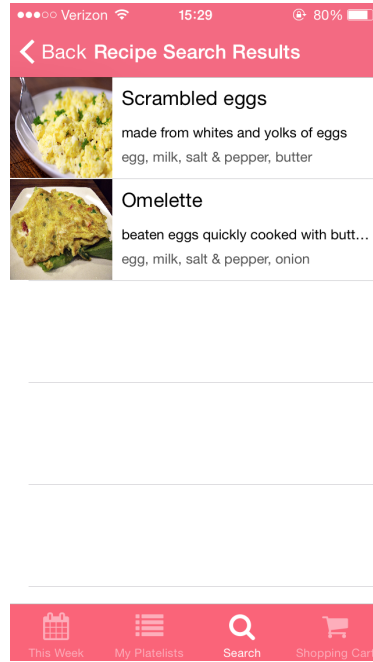 Verizon 15:29 80%
Back Recipe Search Results
Scrambled eggs
made from whites and yolks of eggs
egg, milk, salt & pepper, butter
Omelette
beaten eggs quickly cooked with butt...
egg, milk, salt & pepper, onion
This Week My Platelists Search Shopping Cart